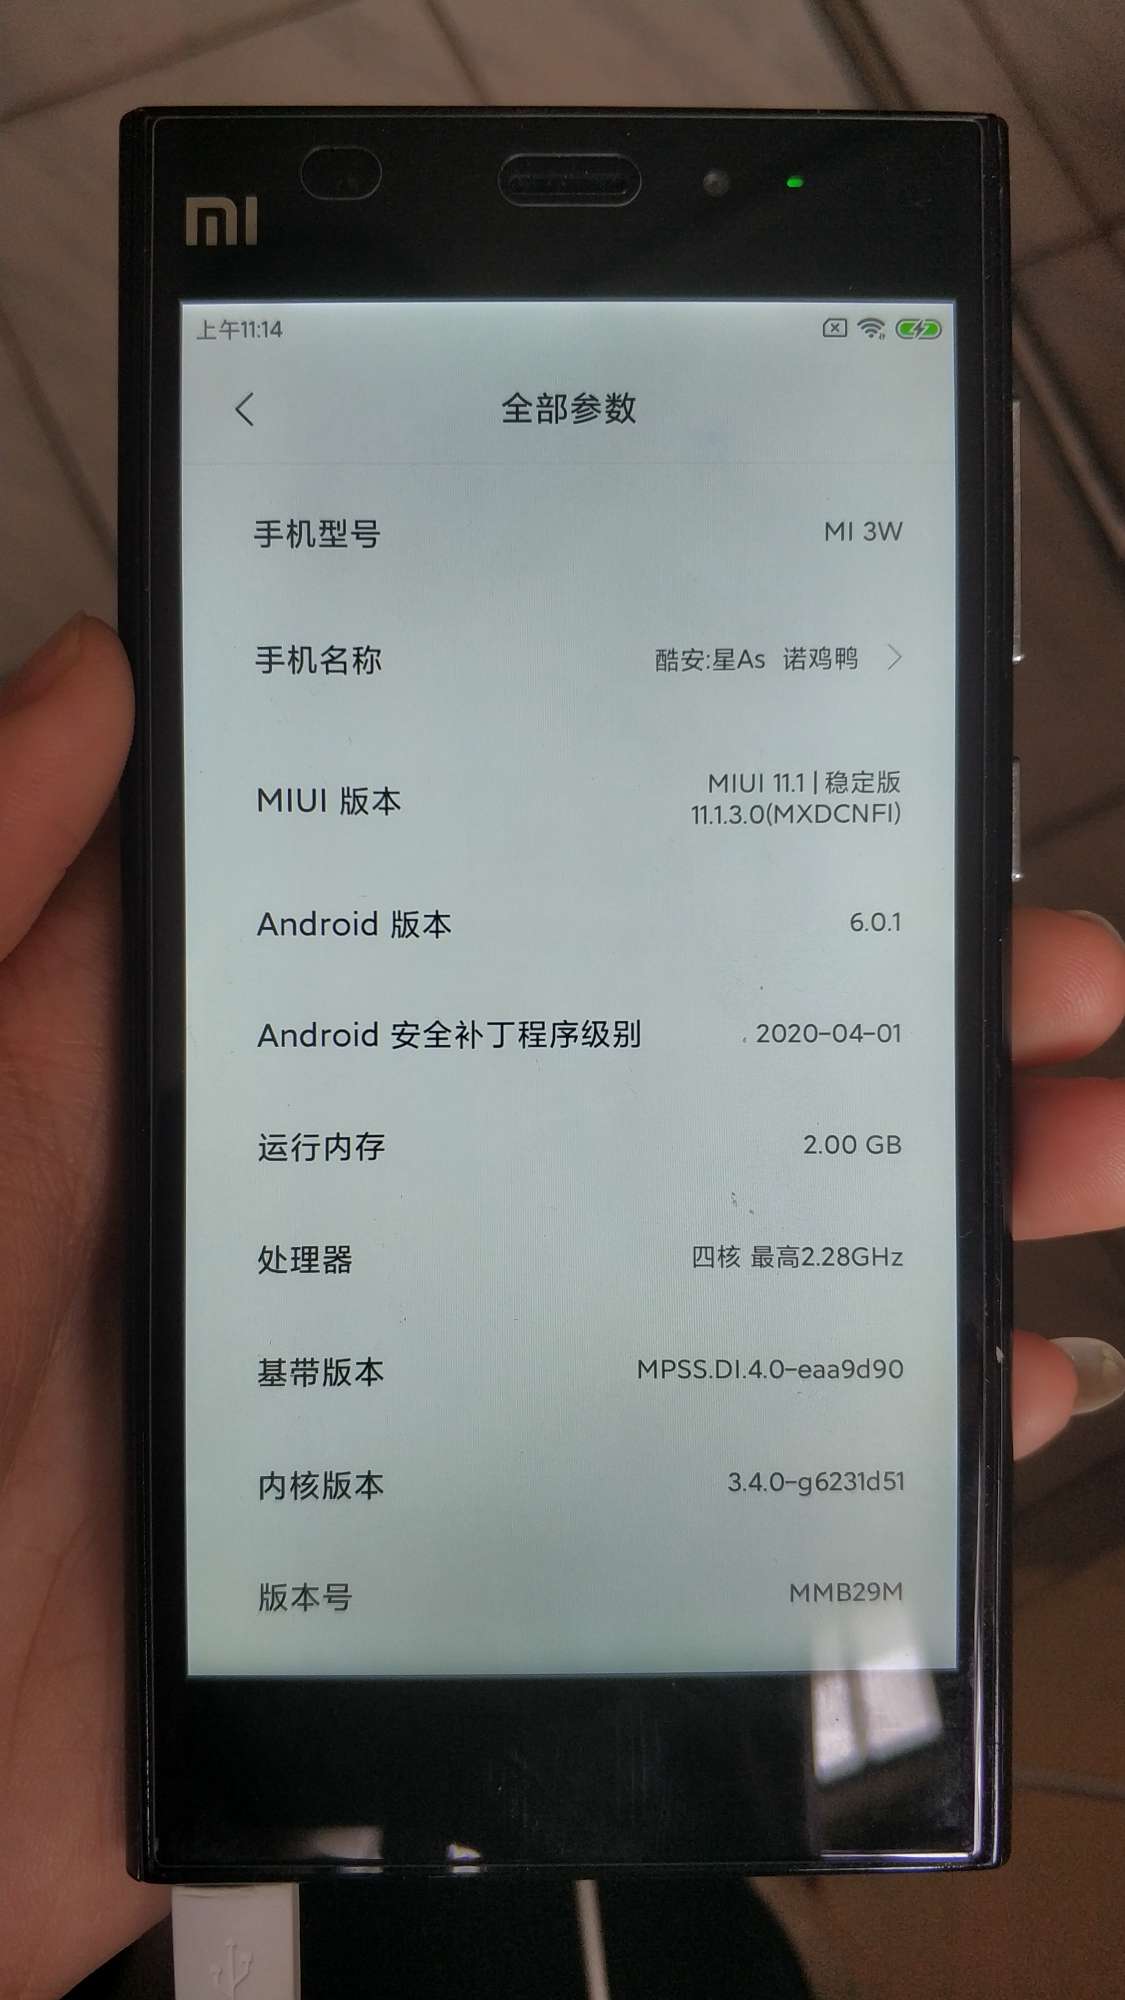 MI
上午11:14
全部参数
手机型号 MI 3W
手机名称 酷安:星As 诺鸡鸭
MIUI 版本 MIUI 11.1 | 稳定版
11.1.3.0(MXDCNFI)
Android 版本 6.0.1
Android 安全补丁程序级别 2020-04-01
运行内存 2.00 GB
处理器 四核 最高2.28GHz
基带版本 MPSS.DI.4.0-eaa9d90
内核版本 3.4.0-g6231d51
版本号 MMB29M